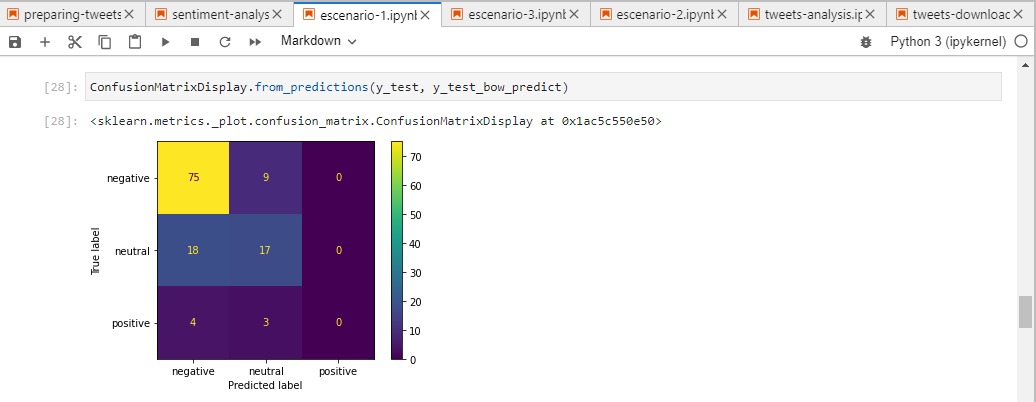 preparing-tweets sentiment-analys escenario-1.ipynb escenario-3.ipynb escenario-2.ipynb tweets-analysis.ip tweets-downloac
Markdown Python 3 (ipykernel)
[28]: ConfusionMatrixDisplay.from_predictions(y_test, y_test_bow_predict)
[28]: <sklearn.metrics._plot.confusion_matrix.ConfusionMatrixDisplay at 0x1ac5c550e50>
True label
negative 75 9 0
neutral 18 17 0
positive 4 3 0
negative neutral positive
Predicted label
70
60
50
40
30
20
10
0